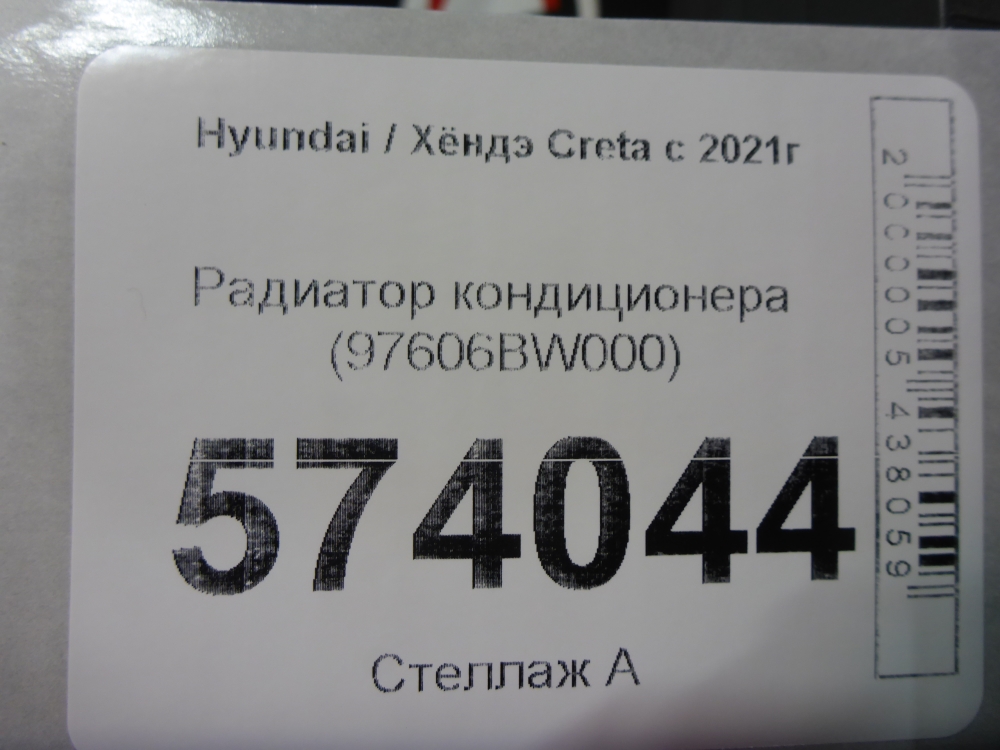 Hyundai / Хёндэ Creta с 2021г
Радиатор кондиционера
(97606BW000)
574044
Стеллаж А
2000005438059